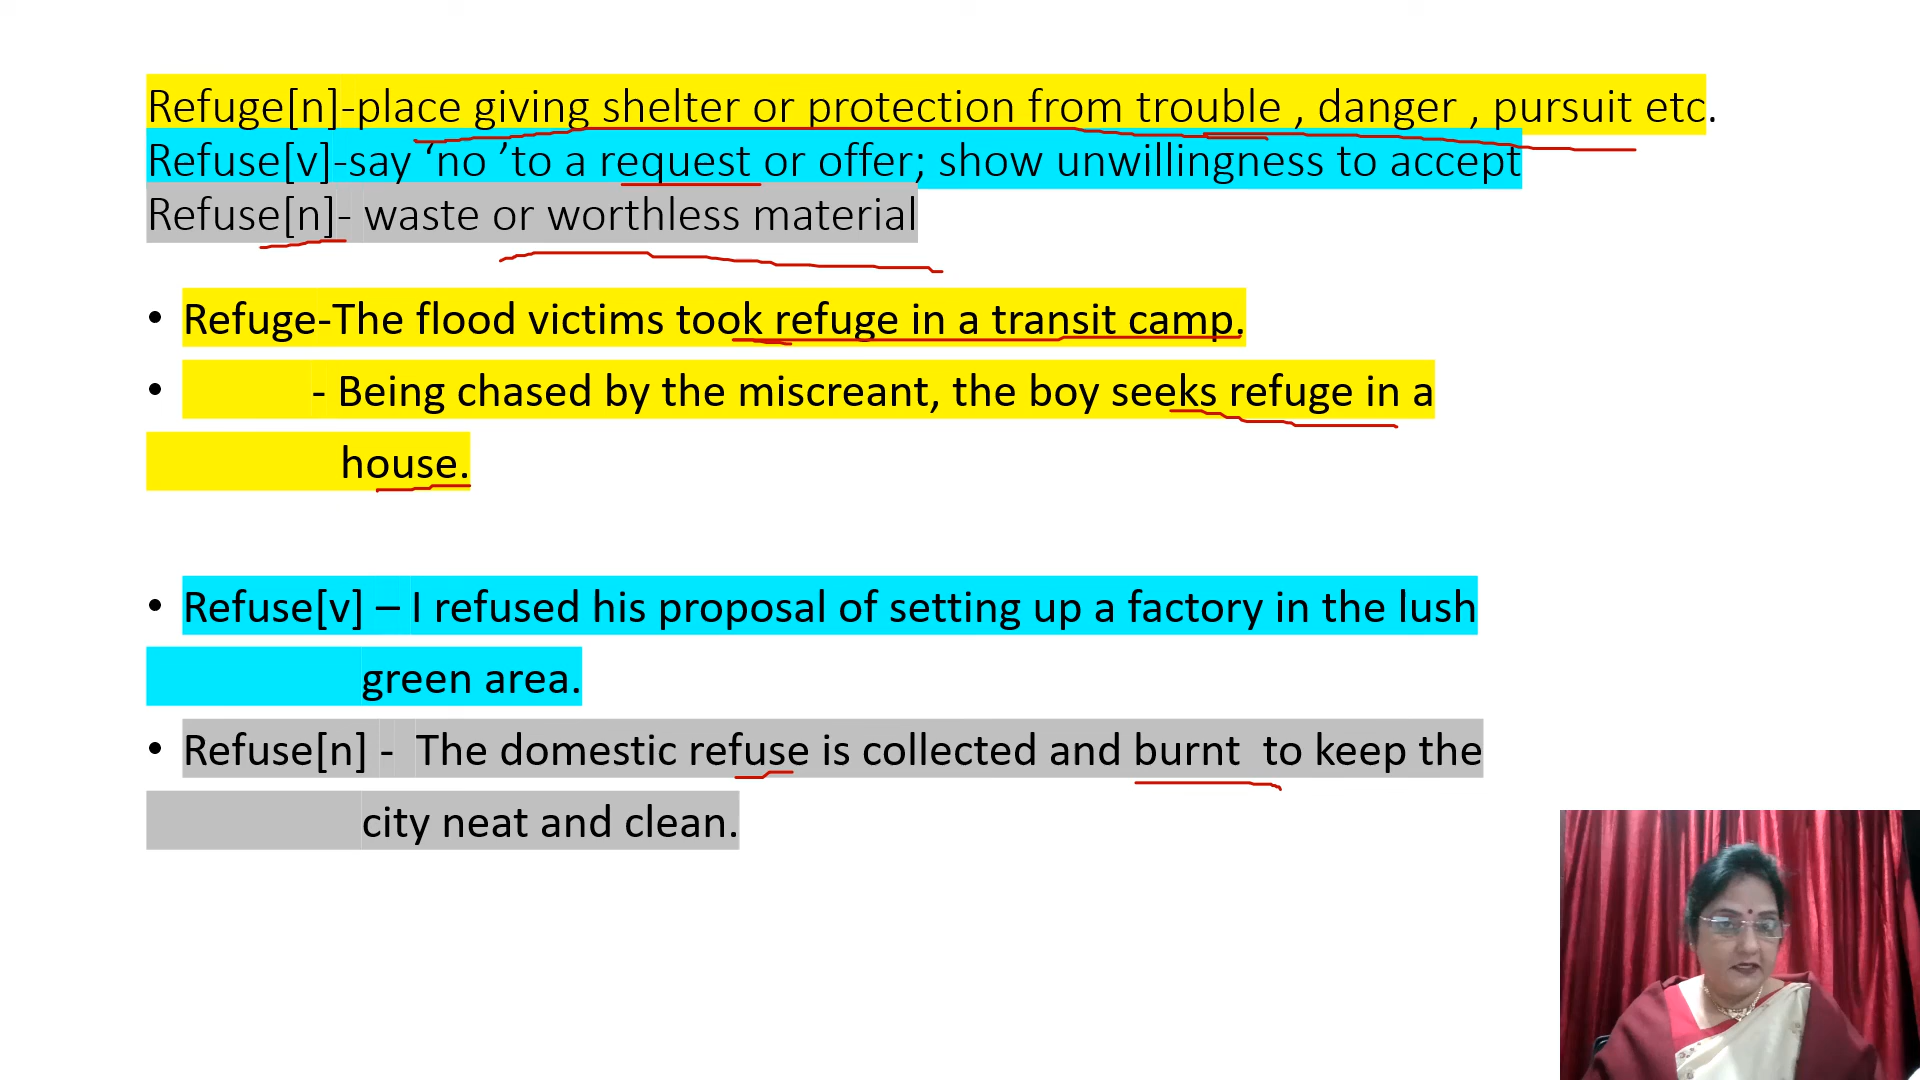 Refuge[n]-place giving shelter or protection from trouble , danger , pursuit etc.
Refuse[v]-say ‘no ’to a request or offer; show unwillingness to accept
Refuse[n]- waste or worthless material
• Refuge-The flood victims took refuge in a transit camp.
• - Being chased by the miscreant, the boy seeks refuge in a
house.
• Refuse[v] – I refused his proposal of setting up a factory in the lush
green area.
• Refuse[n] - The domestic refuse is collected and burnt to keep the
city neat and clean.